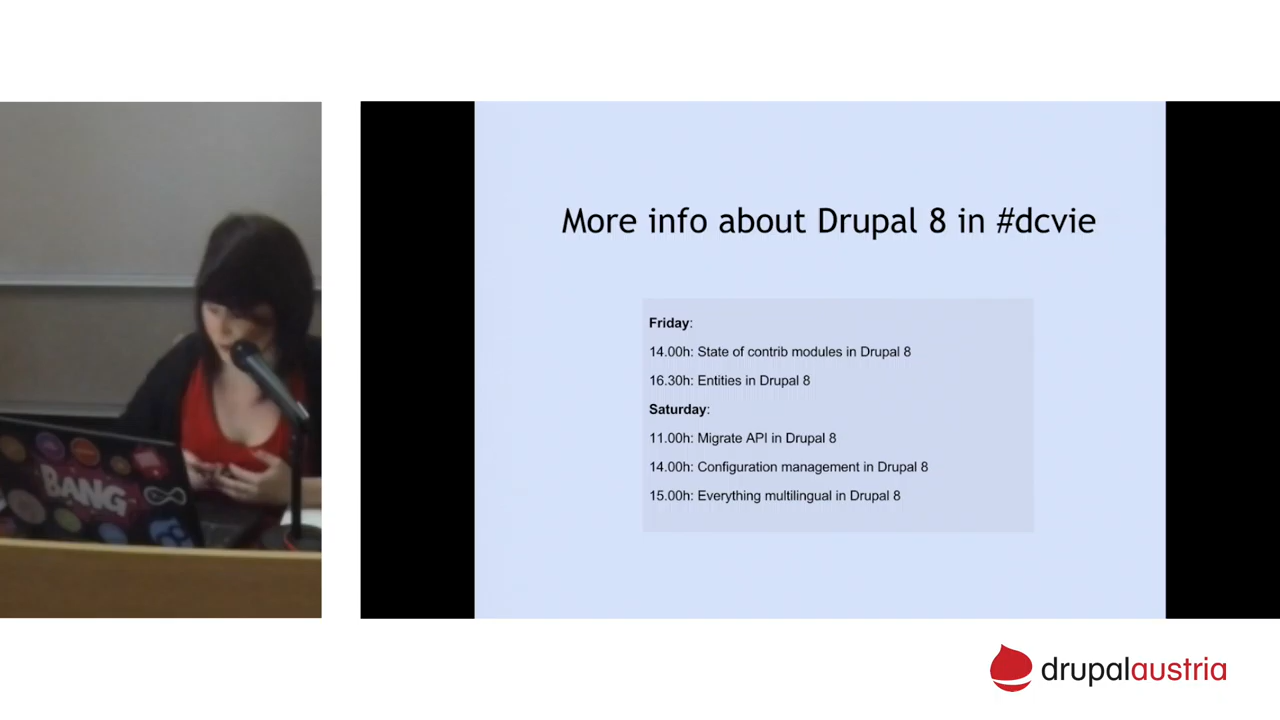 More info about Drupal 8 in #dcvie
Friday:
14.00h: State of contrib modules in Drupal 8
16.30h: Entities in Drupal 8
Saturday:
11.00h: Migrate API in Drupal 8
14.00h: Configuration management in Drupal 8
15.00h: Everything multilingual in Drupal 8
BANG
drupalaustria